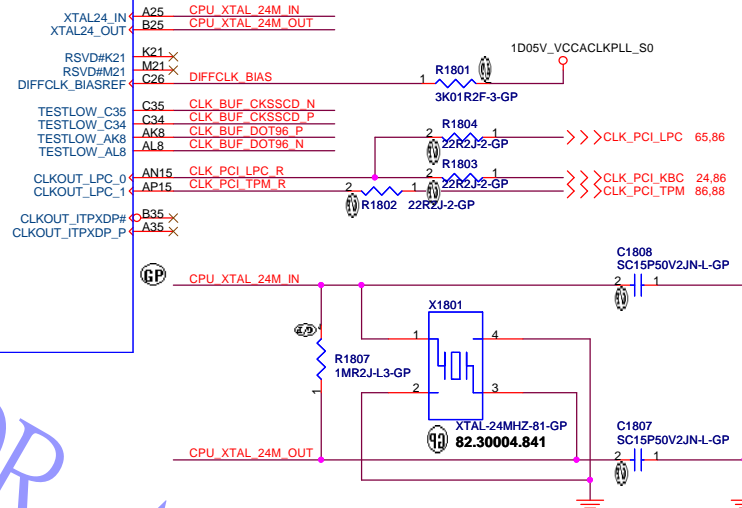 XTAL24_IN A25 CPU_XTAL_24M_IN
XTAL24_OUT B25 CPU_XTAL_24M_OUT
1D05V_VCCACLKPLL_S0
RSVD#K21 K21
RSVD#M21 M21
R1801
DIFFCLK_BIASREF C26 DIFFCLK_BIAS 1 2
3K01R2F-3-GP
TESTLOW_C35 C35 CLK_BUF_CKSSCD_N
TESTLOW_C34 C34 CLK_BUF_CKSSCD_P
R1804
TESTLOW_AK8 AK8 CLK_BUF_DOT96_P 2 1 CLK_PCI_LPC 65,86
22R2J-2-GP
TESTLOW_AL8 AL8 CLK_BUF_DOT96_N
R1803
CLKOUT_LPC_0 AN15 CLK_PCI_LPC_R 2 1 CLK_PCI_KBC 24,86
22R2J-2-GP
CLKOUT_LPC_1 AP15 CLK_PCI_TPM_R 2 1 CLK_PCI_TPM 86,88
R1802 22R2J-2-GP
CLKOUT_ITPXDP# B35
CLKOUT_ITPXDP_P A35
C1808
SC15P50V2JN-L-GP
GP CPU_XTAL_24M_IN 2 1
X1801
1 4
R1807
1MR2J-L3-GP
2 3
1
XTAL-24MHZ-81-GP
82.30004.841
C1807
SC15P50V2JN-L-GP
CPU_XTAL_24M_OUT 2 1